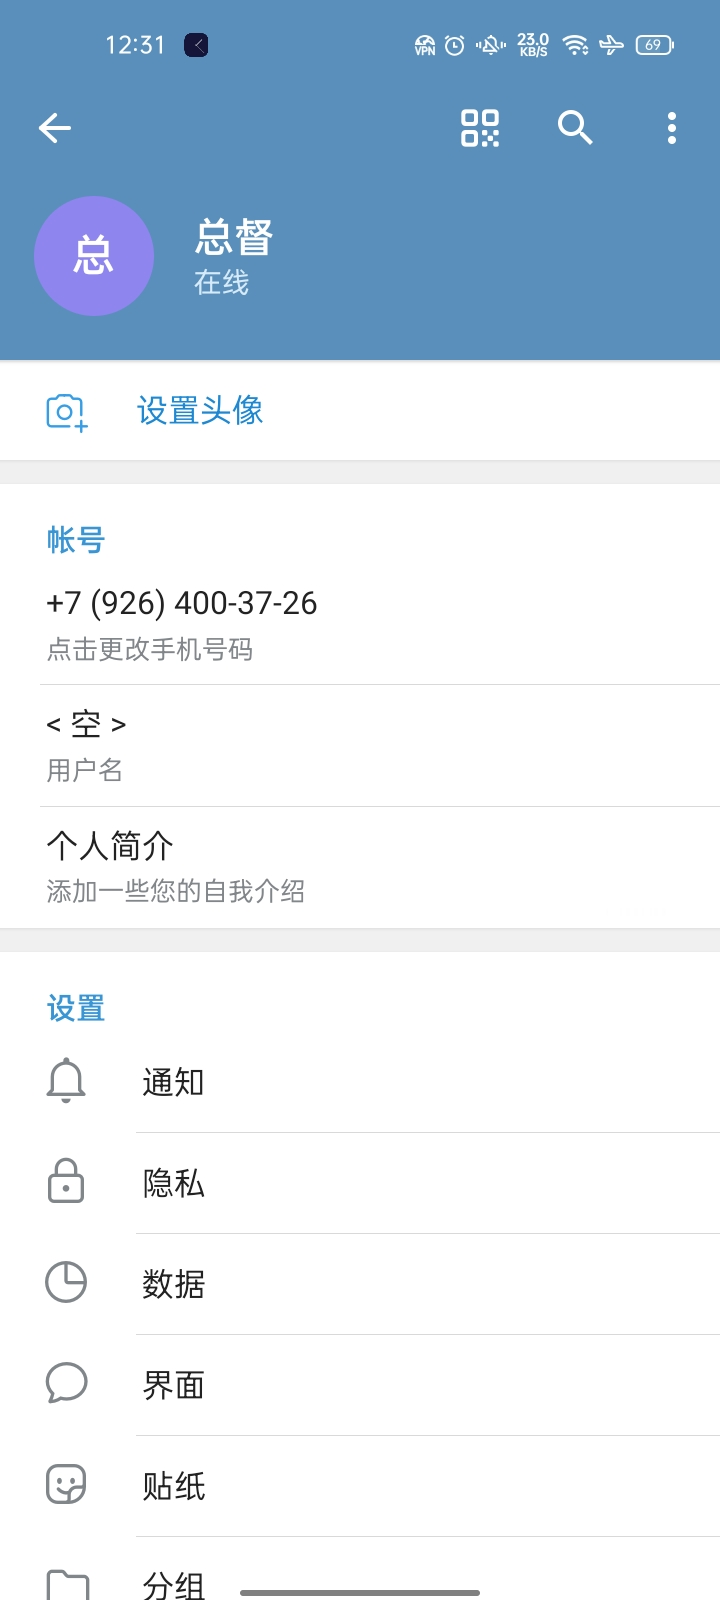 12:31
VPN
23.0
KB/S
69
总
总督
在线
设置头像
帐号
+7 (926) 400-37-26
点击更改手机号码
< 空 >
用户名
个人简介
添加一些您的自我介绍
设置
通知
隐私
数据
界面
贴纸
分组